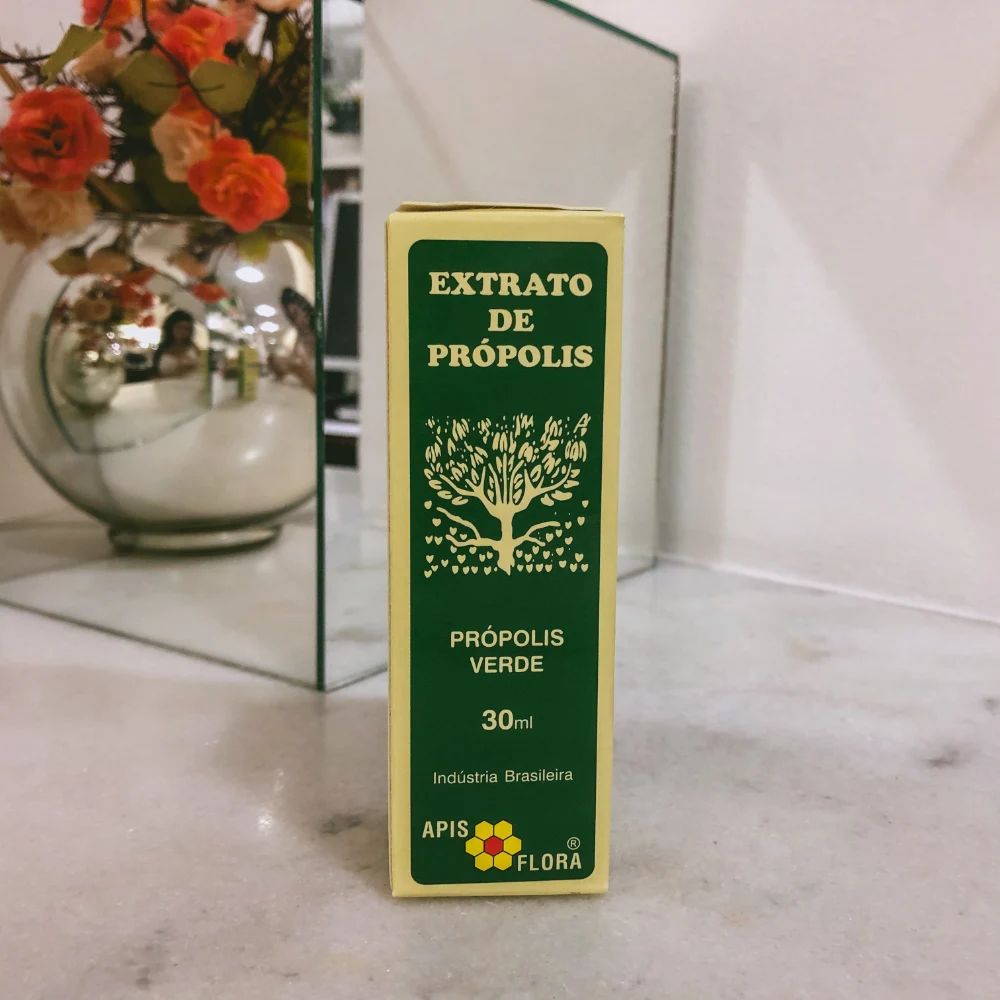 EXTRATO
DE
PRÓPOLIS
PRÓPOLIS
VERDE
30ml
Indústria Brasileira
APIS
FLORA ®